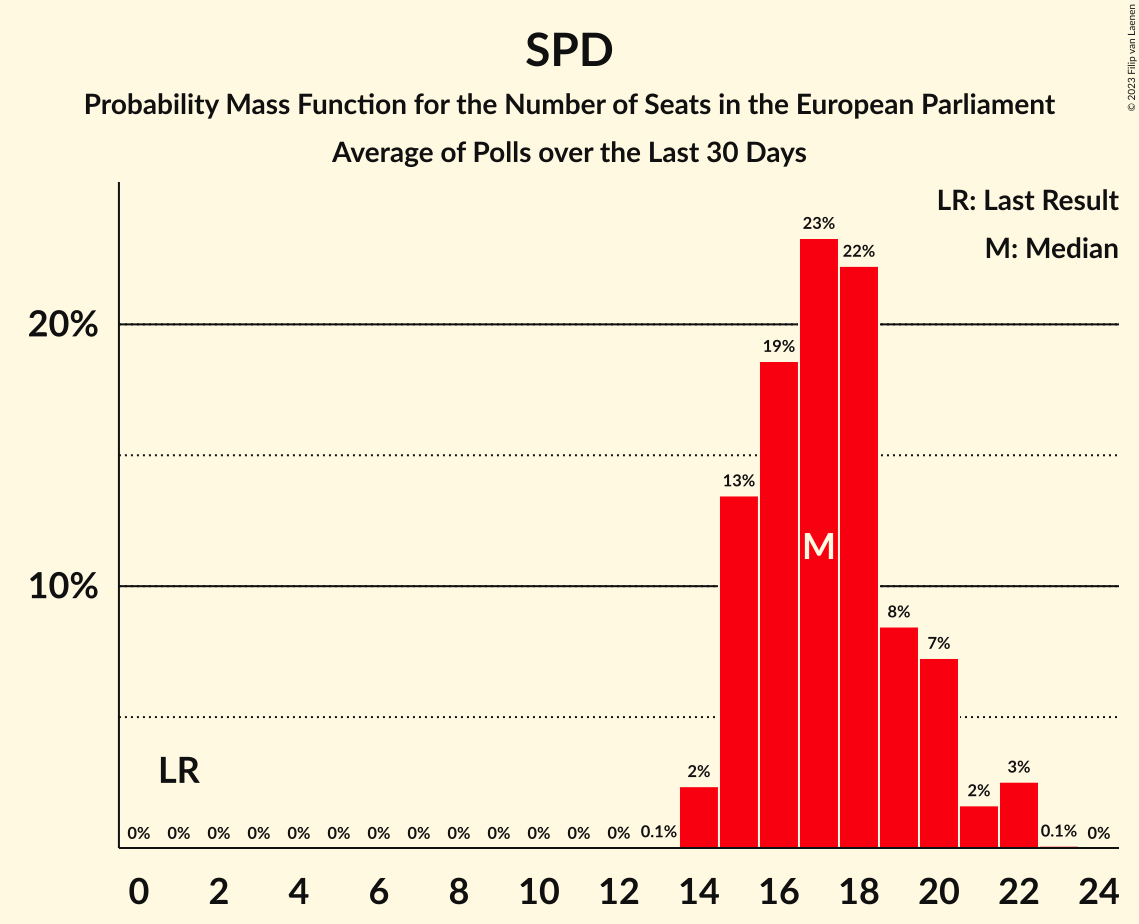 SPD
Probability Mass Function for the Number of Seats in the European Parliament
Average of Polls over the Last 30 Days
© 2023 Filip van Laenen
LR: Last Result
M: Median
23%
22%
20%
19%
13%
M
10%
8%
7%
LR
2%
3%
2%
0% 0% 0% 0% 0% 0% 0% 0% 0% 0% 0% 0% 0% 0.1% 0.1% 0%
0 2 4 6 8 10 12 14 16 18 20 22 24